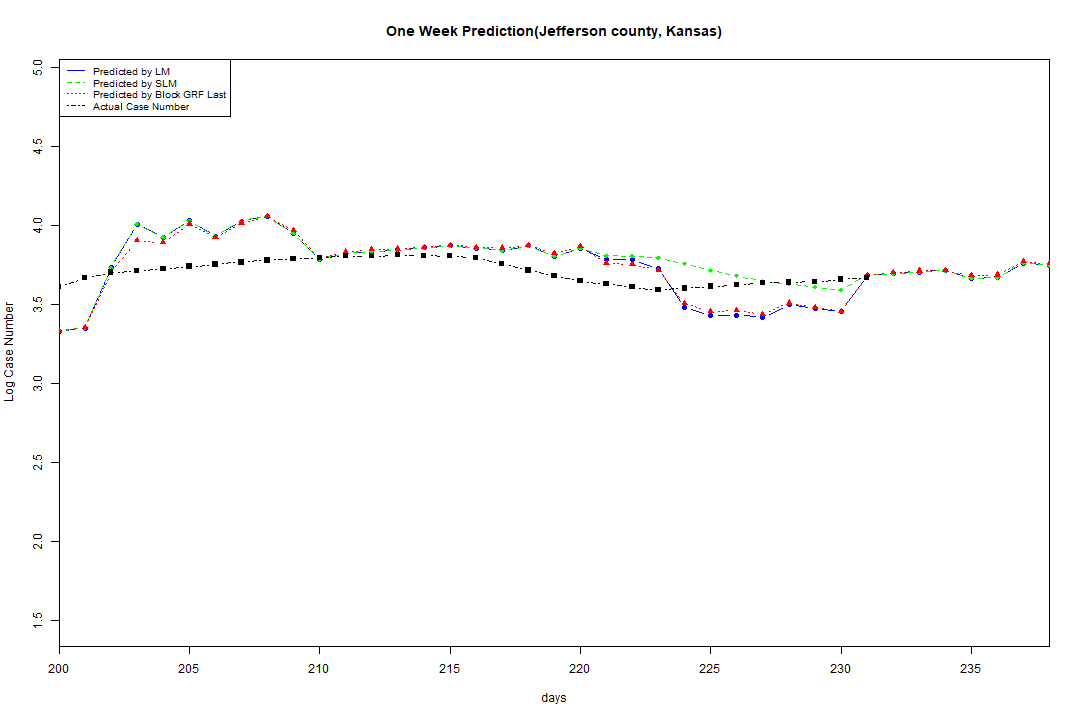 One Week Prediction(Jefferson county, Kansas)
Predicted by LM
Predicted by SLM
Predicted by Block GRF Last
Actual Case Number
5.0
4.5
4.0
3.5
3.0
2.5
2.0
1.5
Log Case Number
200 205 210 215 220 225 230 235
days